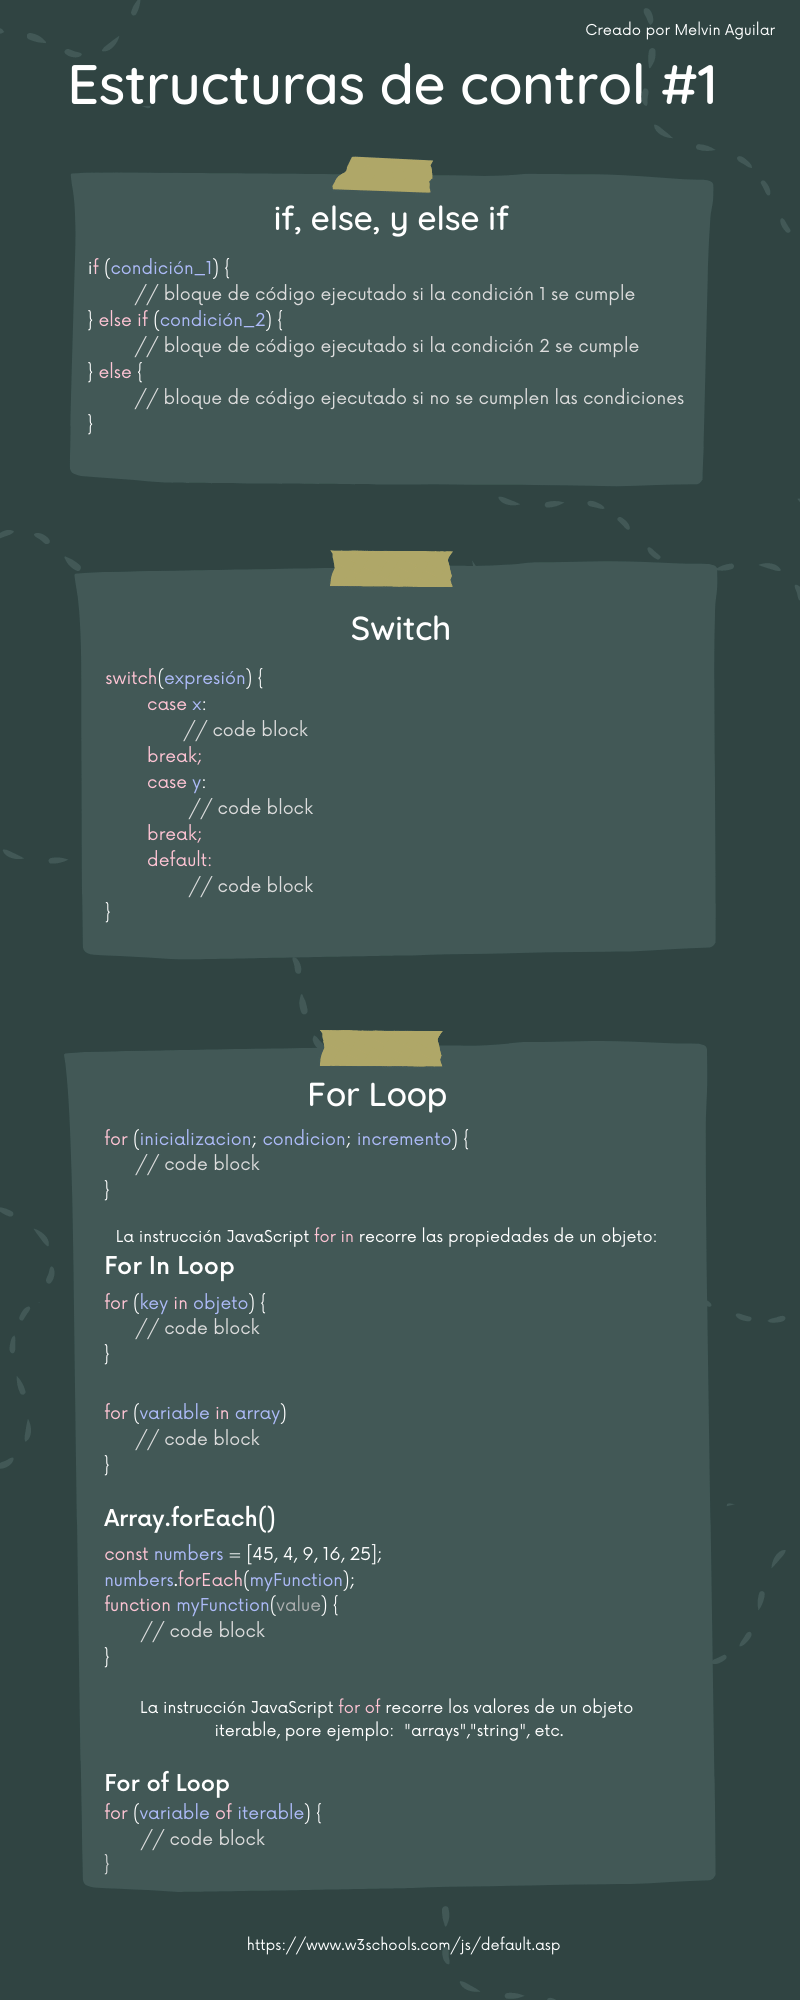 Creado por Melvin Aguilar
Estructuras de control #1
if, else, y else if
if (condición_1) {
// bloque de código ejecutado si la condición 1 se cumple
} else if (condición_2) {
// bloque de código ejecutado si la condición 2 se cumple
} else {
// bloque de código ejecutado si no se cumplen las condiciones
}
Switch
switch(expresión) {
case x:
// code block
break;
case y:
// code block
break;
default:
// code block
}
For Loop
for (inicializacion; condicion; incremento) {
// code block
}
La instrucción JavaScript for in recorre las propiedades de un objeto:
For In Loop
for (key in objeto) {
// code block
}
for (variable in array)
// code block
}
Array.forEach()
const numbers = [45, 4, 9, 16, 25];
numbers.forEach(myFunction);
function myFunction(value) {
// code block
}
La instrucción JavaScript for of recorre los valores de un objeto
iterable, pore ejemplo: "arrays","string", etc.
For of Loop
for (variable of iterable) {
// code block
}
https://www.w3schools.com/js/default.asp